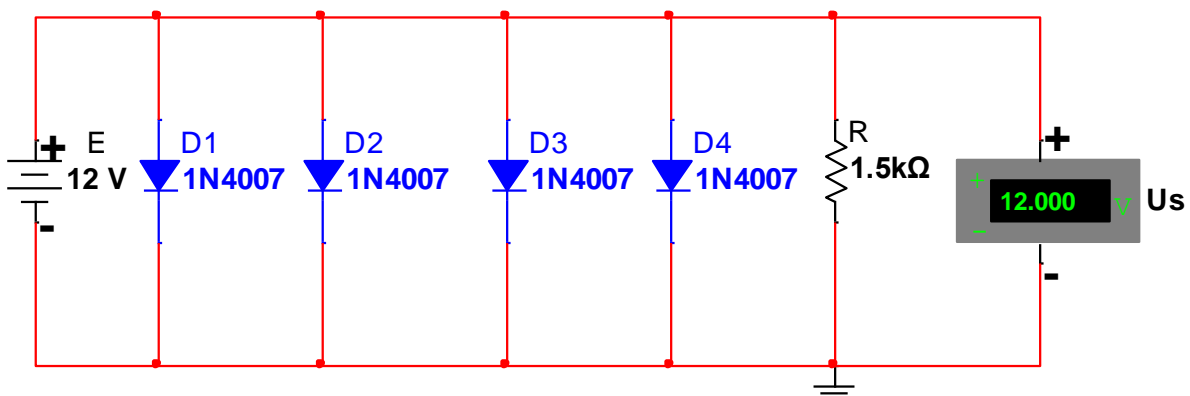 + E
12 V
-
D1
1N4007
D2
1N4007
D3
1N4007
D4
1N4007
R
1.5kΩ
+
+
12.000 V
−
Us
-